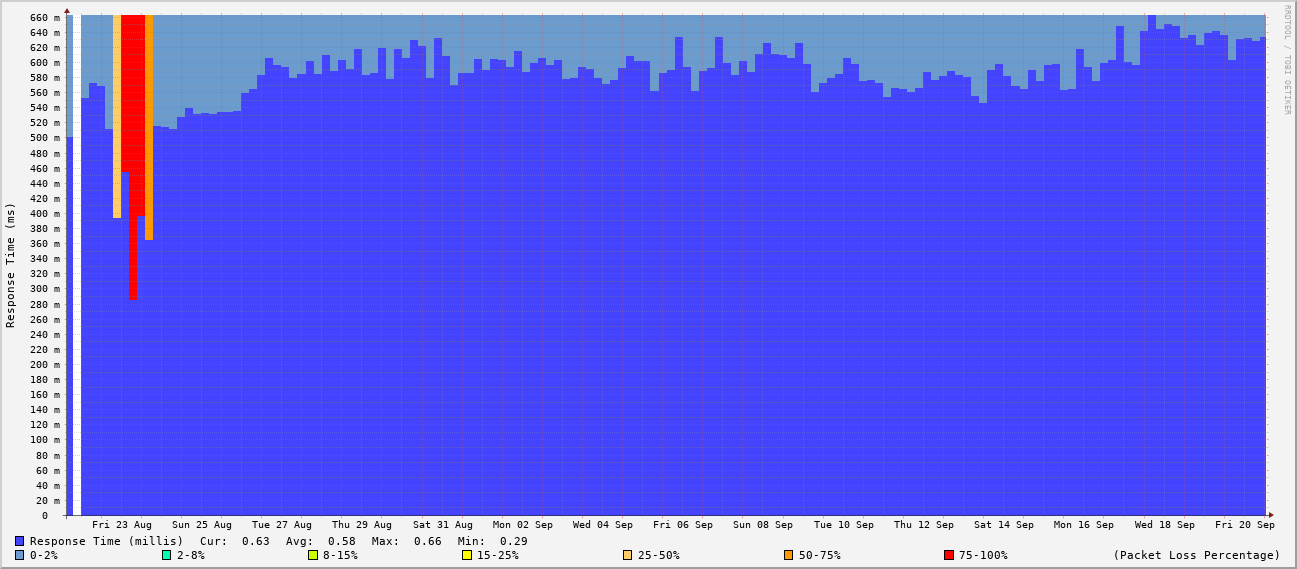 RRDTOOL / TOBI OETIKER
Response Time (ms)
660 m
640 m
620 m
600 m
580 m
560 m
540 m
520 m
500 m
480 m
460 m
440 m
420 m
400 m
380 m
360 m
340 m
320 m
300 m
280 m
260 m
240 m
220 m
200 m
180 m
160 m
140 m
120 m
100 m
80 m
60 m
40 m
20 m
0
Fri 23 Aug Sun 25 Aug Tue 27 Aug Thu 29 Aug Sat 31 Aug Mon 02 Sep Wed 04 Sep Fri 06 Sep Sun 08 Sep Tue 10 Sep Thu 12 Sep Sat 14 Sep Mon 16 Sep Wed 18 Sep Fri 20 Sep
Response Time (millis) Cur: 0.63 Avg: 0.58 Max: 0.66 Min: 0.29
0-2% 2-8% 8-15% 15-25% 25-50% 50-75% 75-100% (Packet Loss Percentage)